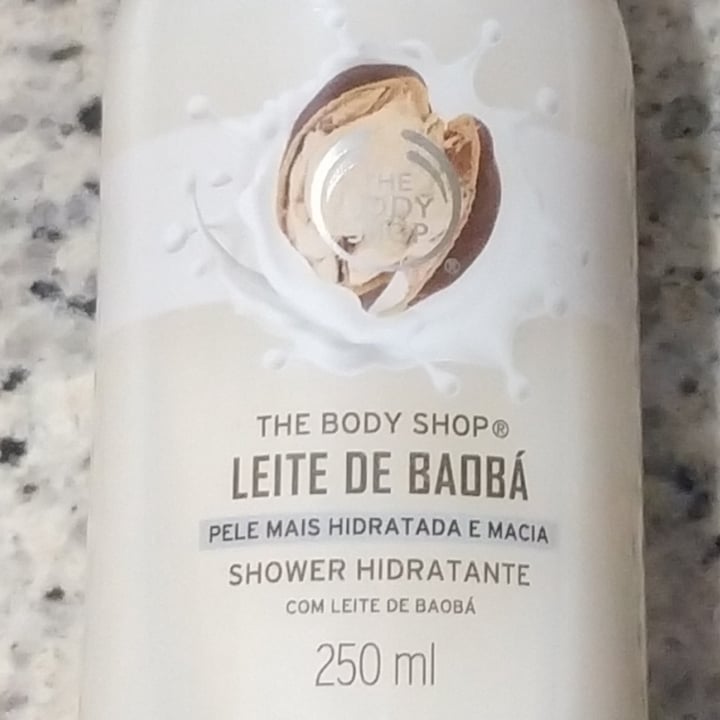 THE
BODY
SHOP
®
THE BODY SHOP®
LEITE DE BAOBÁ
PELE MAIS HIDRATADA E MACIA
SHOWER HIDRATANTE
COM LEITE DE BAOBÁ
250 ml